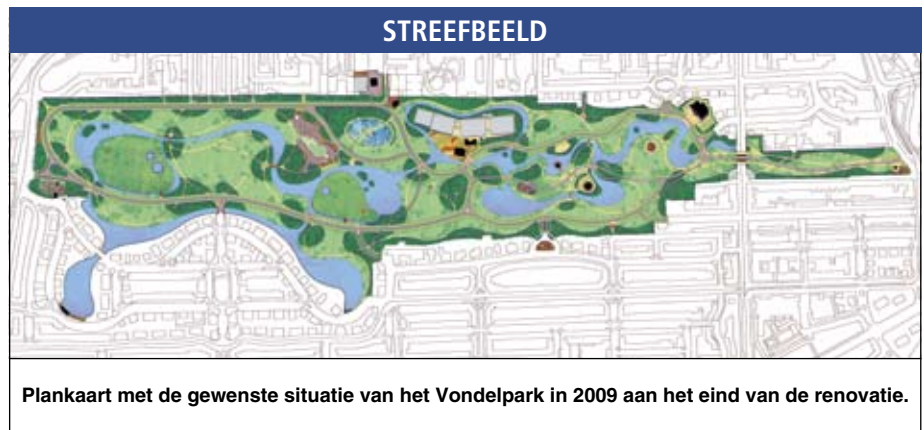 STREEFBEELD
Plankaart met de gewenste situatie van het Vondelpark in 2009 aan het eind van de renovatie.